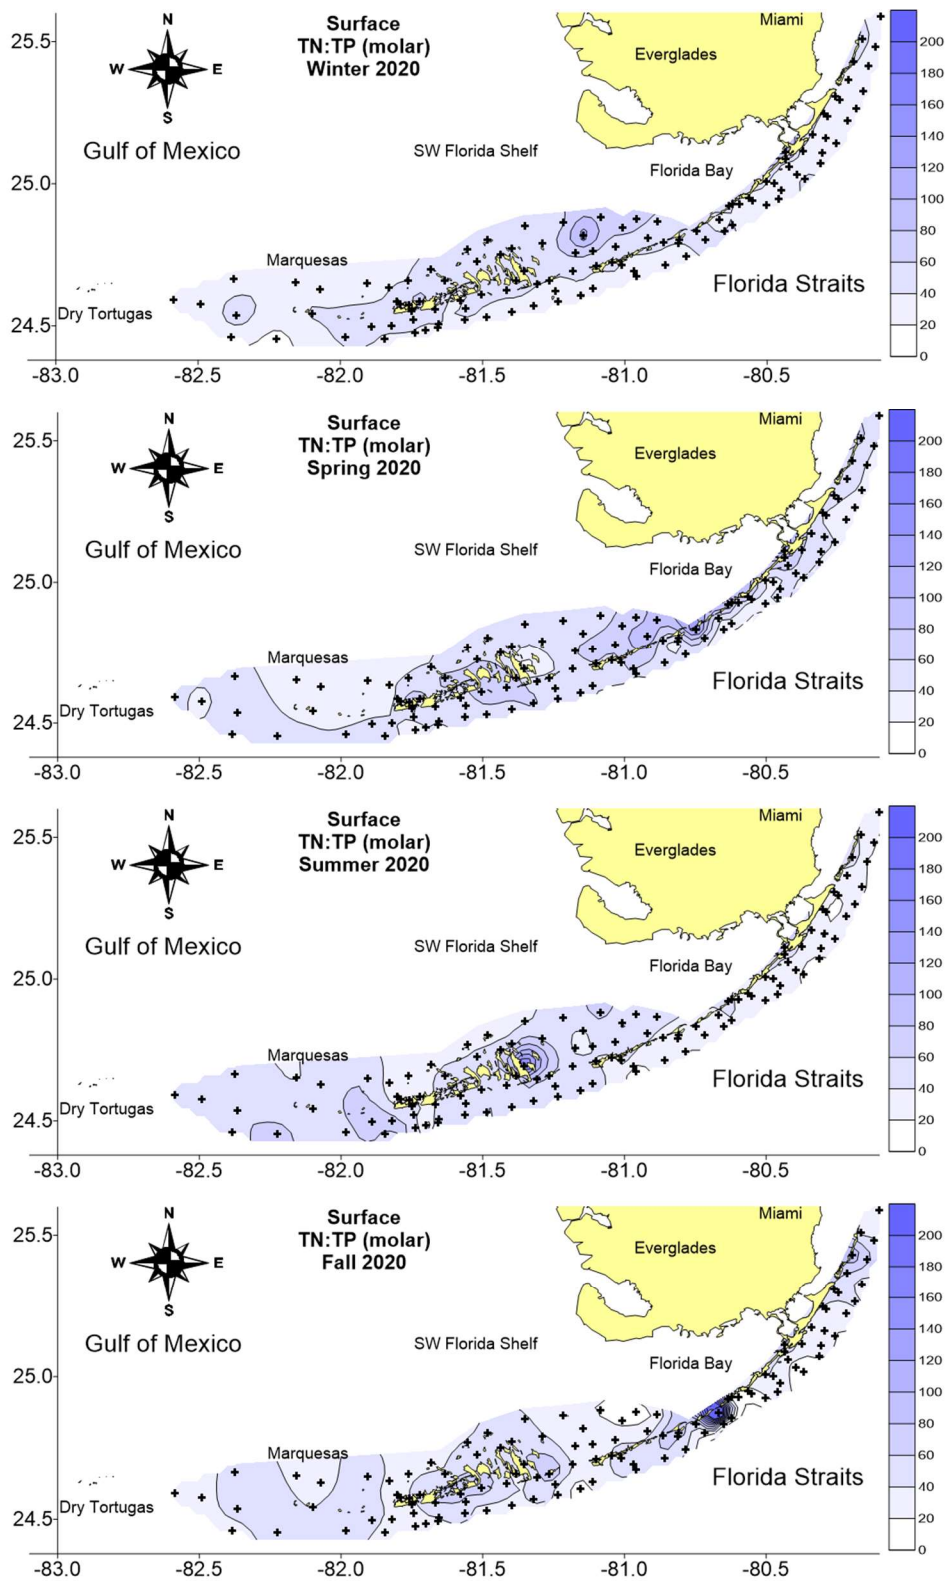 Surface
TN:TP (molar)
Winter 2020
N
W E
S
Gulf of Mexico
SW Florida Shelf
Miami
Everglades
Florida Bay
Marquesas
Dry Tortugas
Florida Straits
25.5
25.0
24.5
-83.0 -82.5 -82.0 -81.5 -81.0 -80.5
200
180
160
140
120
100
80
60
40
20
0
Surface
TN:TP (molar)
Spring 2020
N
W E
S
Gulf of Mexico
SW Florida Shelf
Miami
Everglades
Florida Bay
Marquesas
Dry Tortugas
Florida Straits
25.5
25.0
24.5
-83.0 -82.5 -82.0 -81.5 -81.0 -80.5
200
180
160
140
120
100
80
60
40
20
0
Surface
TN:TP (molar)
Summer 2020
N
W E
S
Gulf of Mexico
SW Florida Shelf
Miami
Everglades
Florida Bay
Marquesas
Dry Tortugas
Florida Straits
25.5
25.0
24.5
-83.0 -82.5 -82.0 -81.5 -81.0 -80.5
200
180
160
140
120
100
80
60
40
20
0
Surface
TN:TP (molar)
Fall 2020
N
W E
S
Gulf of Mexico
SW Florida Shelf
Miami
Everglades
Florida Bay
Marquesas
Dry Tortugas
Florida Straits
25.5
25.0
24.5
-83.0 -82.5 -82.0 -81.5 -81.0 -80.5
200
180
160
140
120
100
80
60
40
20
0